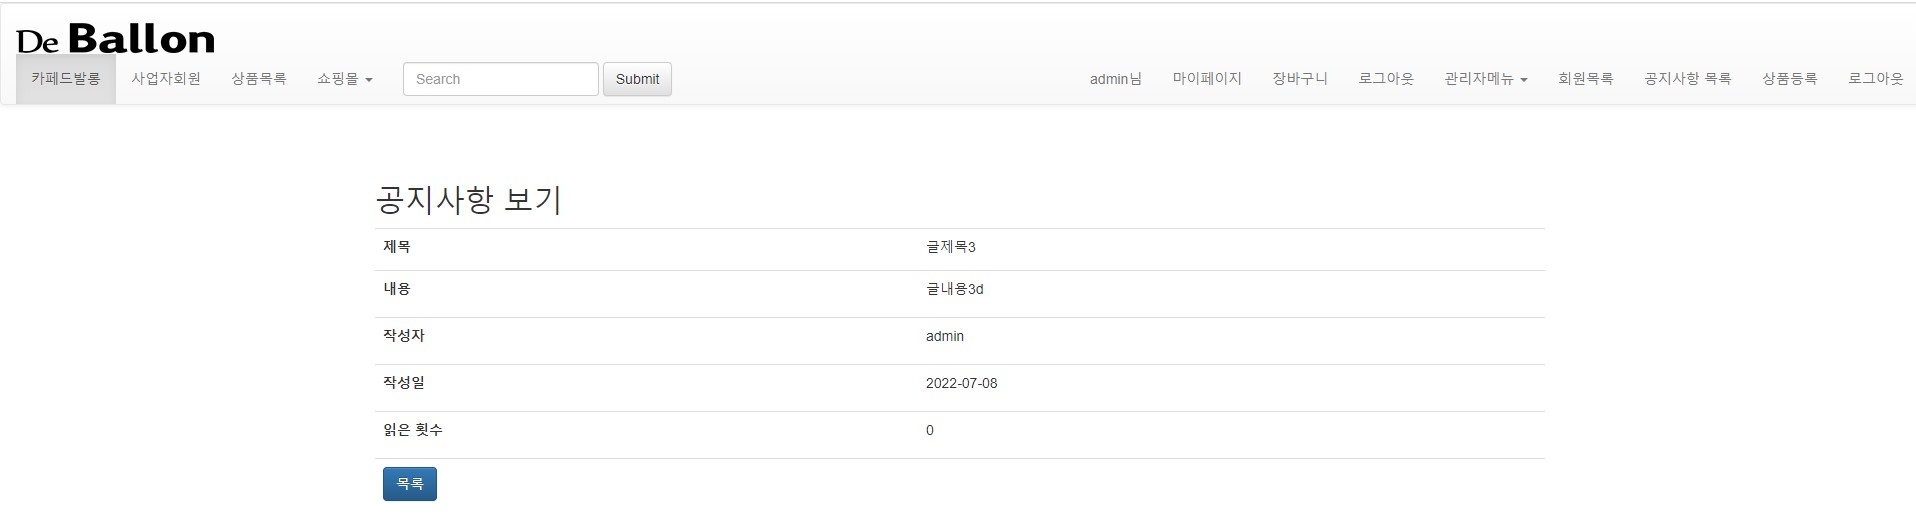 De Ballon
카페드발롱 사업자회원 상품목록 쇼핑몰 Search Submit admin님 마이페이지 장바구니 로그아웃 관리자메뉴 회원목록 공지사항 목록 상품등록 로그아웃
공지사항 보기
제목 글제목3
내용 글내용3d
작성자 admin
작성일 2022-07-08
읽은 횟수 0
목록